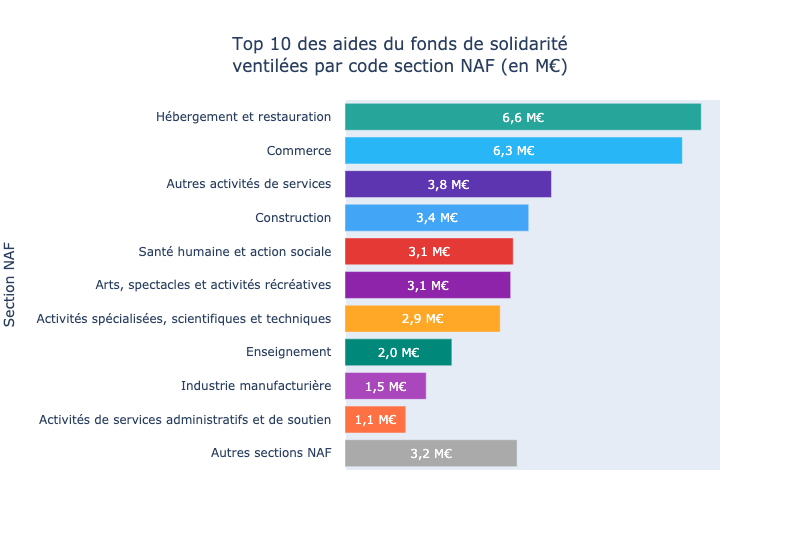 Top 10 des aides du fonds de solidarité
ventilées par code section NAF (en M€)
Section NAF
Hébergement et restauration 6,6 M€
Commerce 6,3 M€
Autres activités de services 3,8 M€
Construction 3,4 M€
Santé humaine et action sociale 3,1 M€
Arts, spectacles et activités récréatives 3,1 M€
Activités spécialisées, scientifiques et techniques 2,9 M€
Enseignement 2,0 M€
Industrie manufacturière 1,5 M€
Activités de services administratifs et de soutien 1,1 M€
Autres sections NAF 3,2 M€